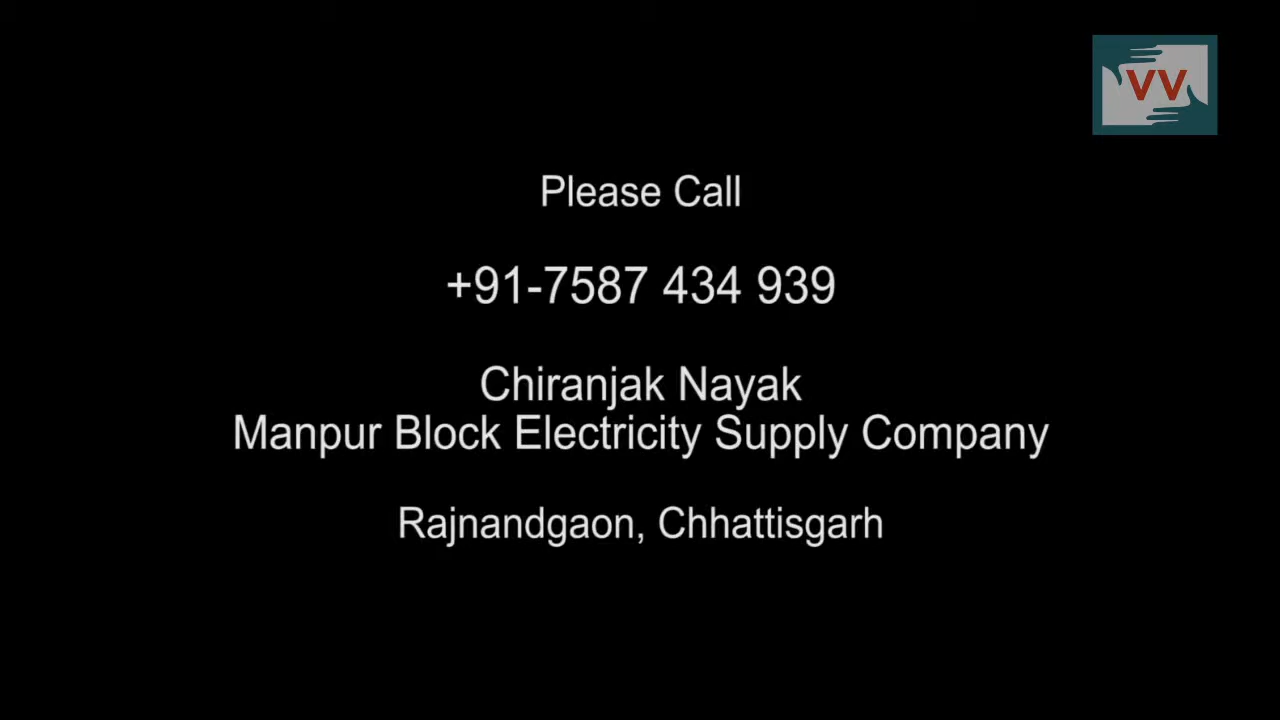 VV
Please Call
+91-7587 434 939
Chiranjak Nayak
Manpur Block Electricity Supply Company
Rajnandgaon, Chhattisgarh